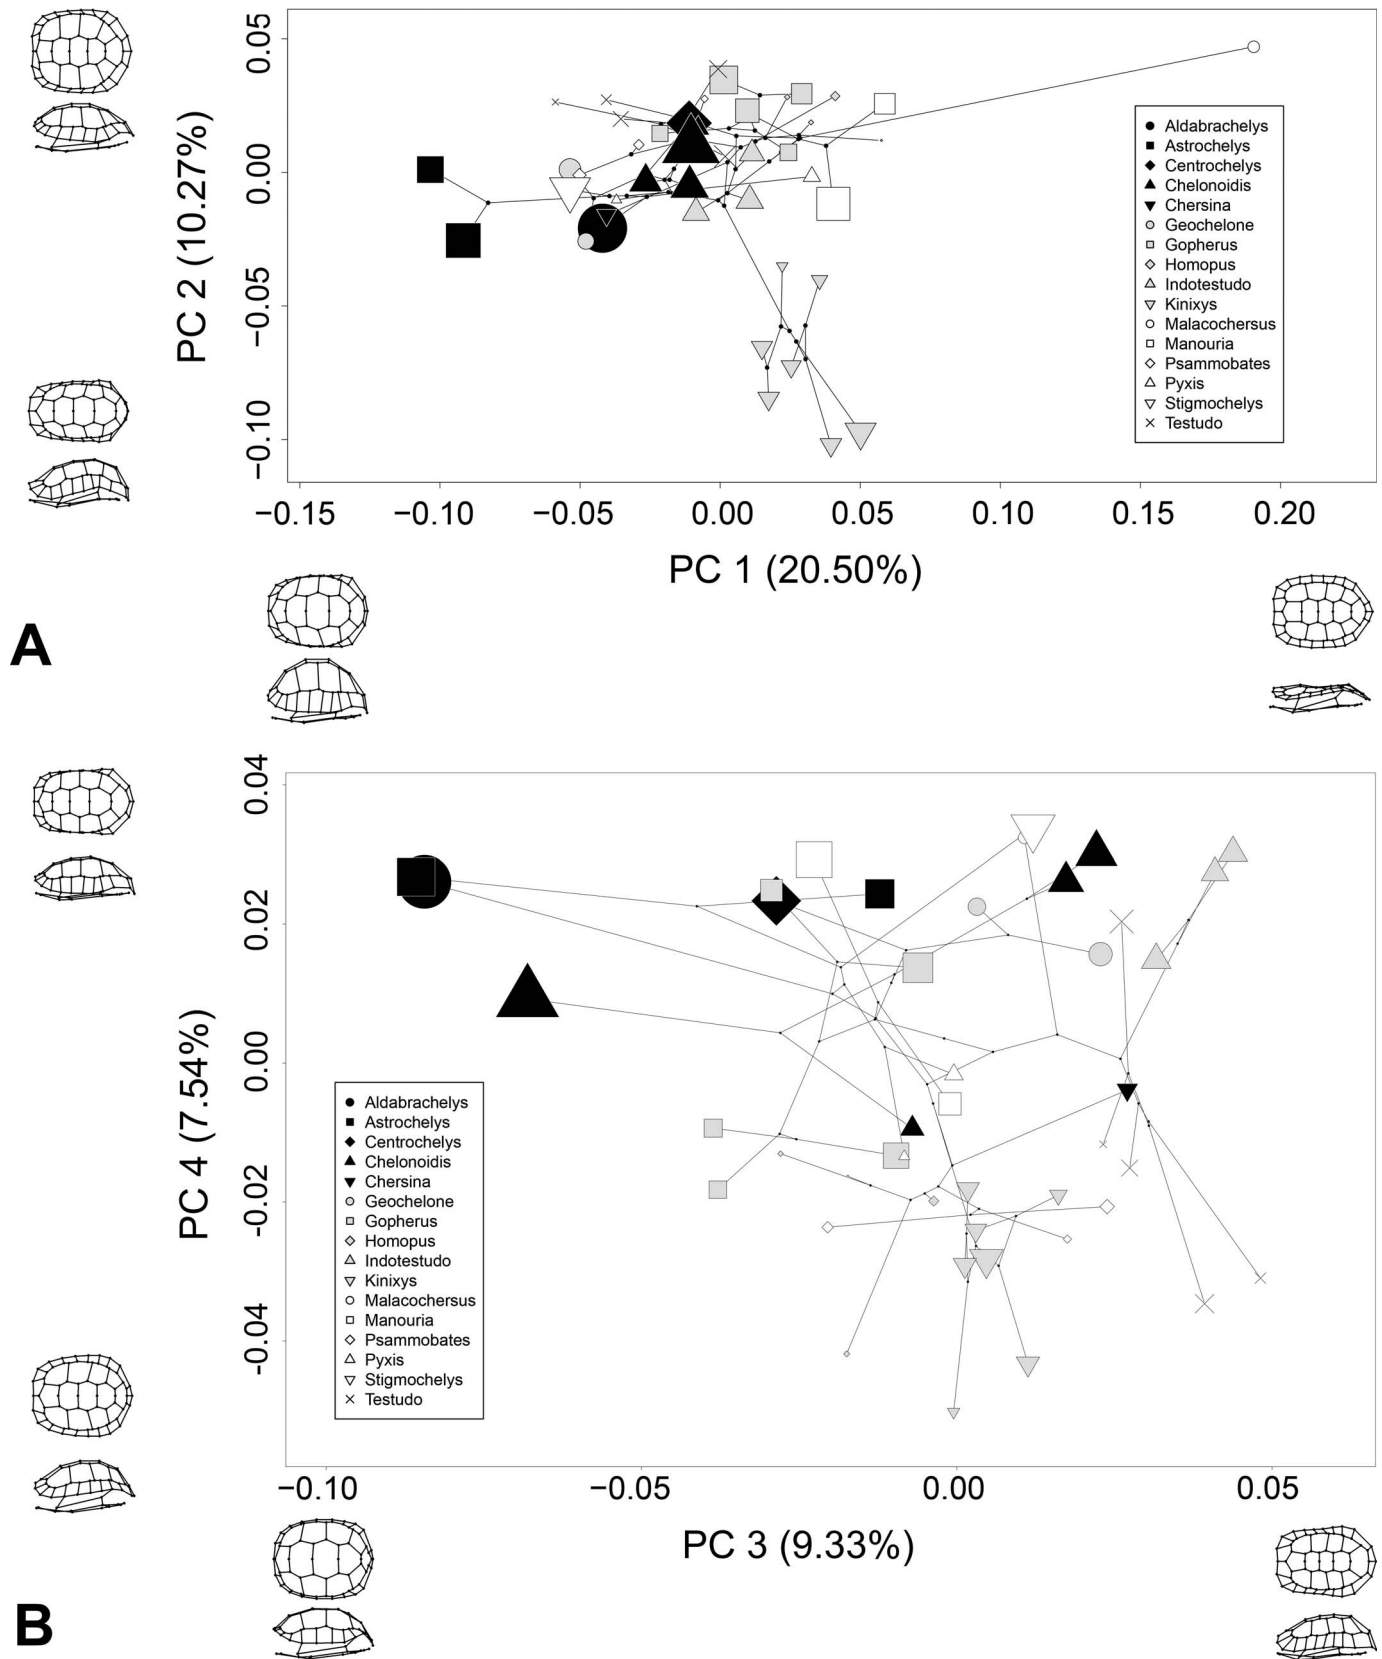 0.05
0.00
−0.05
−0.10
PC 2 (10.27%)
Aldabrachelys
Astrochelys
Centrochelys
Chelonoidis
Chersina
Geochelone
Gopherus
Homopus
Indotestudo
Kinixys
Malacochersus
Manouria
Psammobates
Pyxis
Stigmochelys
Testudo
−0.15 −0.10 −0.05 0.00 0.05 0.10 0.15 0.20
PC 1 (20.50%)
A
0.04
0.02
0.00
-0.02
-0.04
PC 4 (7.54%)
Aldabrachelys
Astrochelys
Centrochelys
Chelonoidis
Chersina
Geochelone
Gopherus
Homopus
Indotestudo
Kinixys
Malacochersus
Manouria
Psammobates
Pyxis
Stigmochelys
Testudo
−0.10 −0.05 0.00 0.05
PC 3 (9.33%)
B